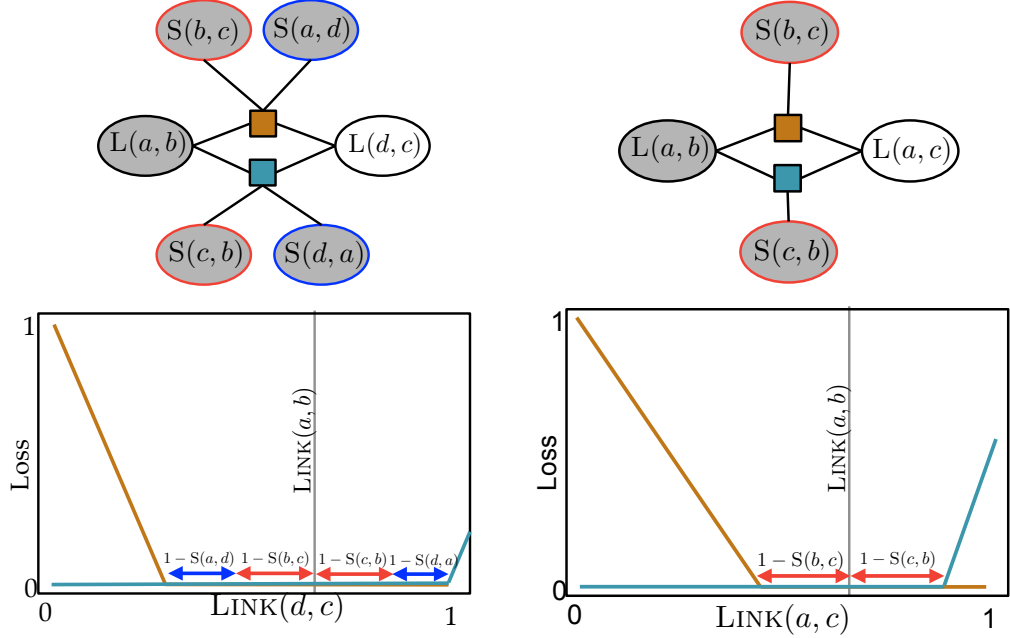 S(b, c)
S(a, d)
L(a, b)
L(d, c)
S(c, b)
S(d, a)
1
Loss
LINK(a, b)
1 − S(a, d)
1 − S(b, c)
1 − S(c, b)
1 − S(d, a)
0
0
LINK(d, c)
1
S(b, c)
L(a, b)
L(a, c)
S(c, b)
1
Loss
LINK(a, b)
1 − S(b, c)
1 − S(c, b)
0
0
LINK(a, c)
1